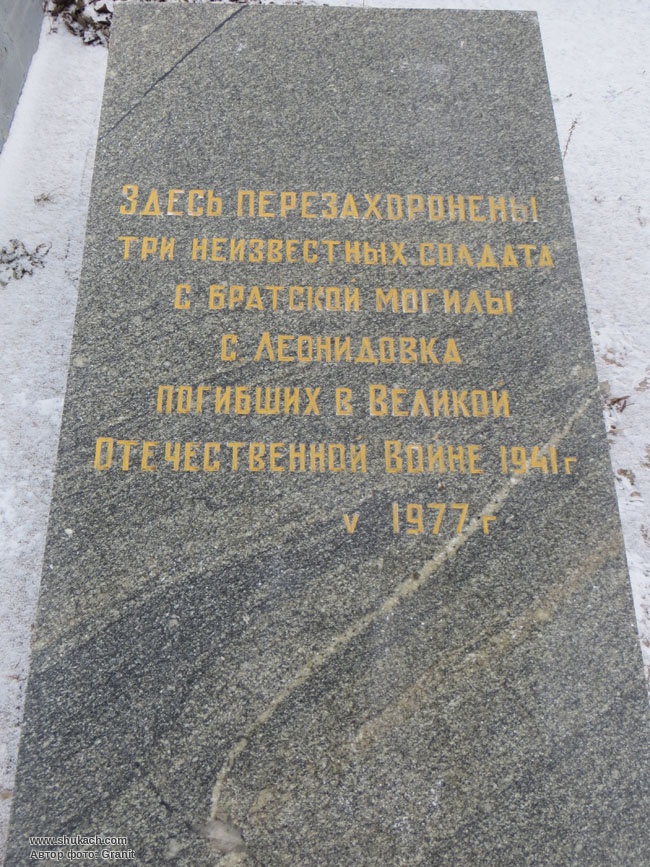 Здесь перезахоронены
три неизвестных солдата
с братской могилы
с Леонидовка
погибших в Великой
Отечественной Войне 1941 г
V 1977 г
www.shukach.com
Автор фото: Granit